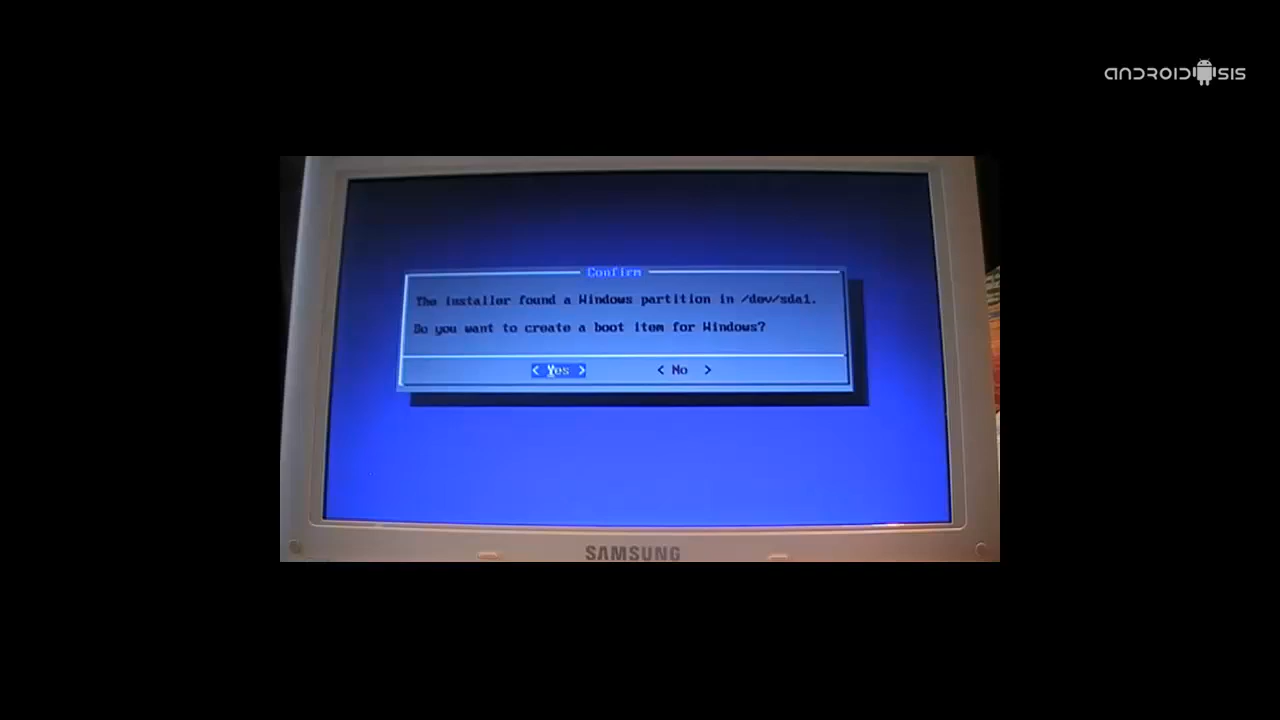 ANDROIDSIS
Confirm
The installer found a Windows partition in /dev/sda1.
Do you want to create a boot item for Windows?
< Yes > < No >
SAMSUNG